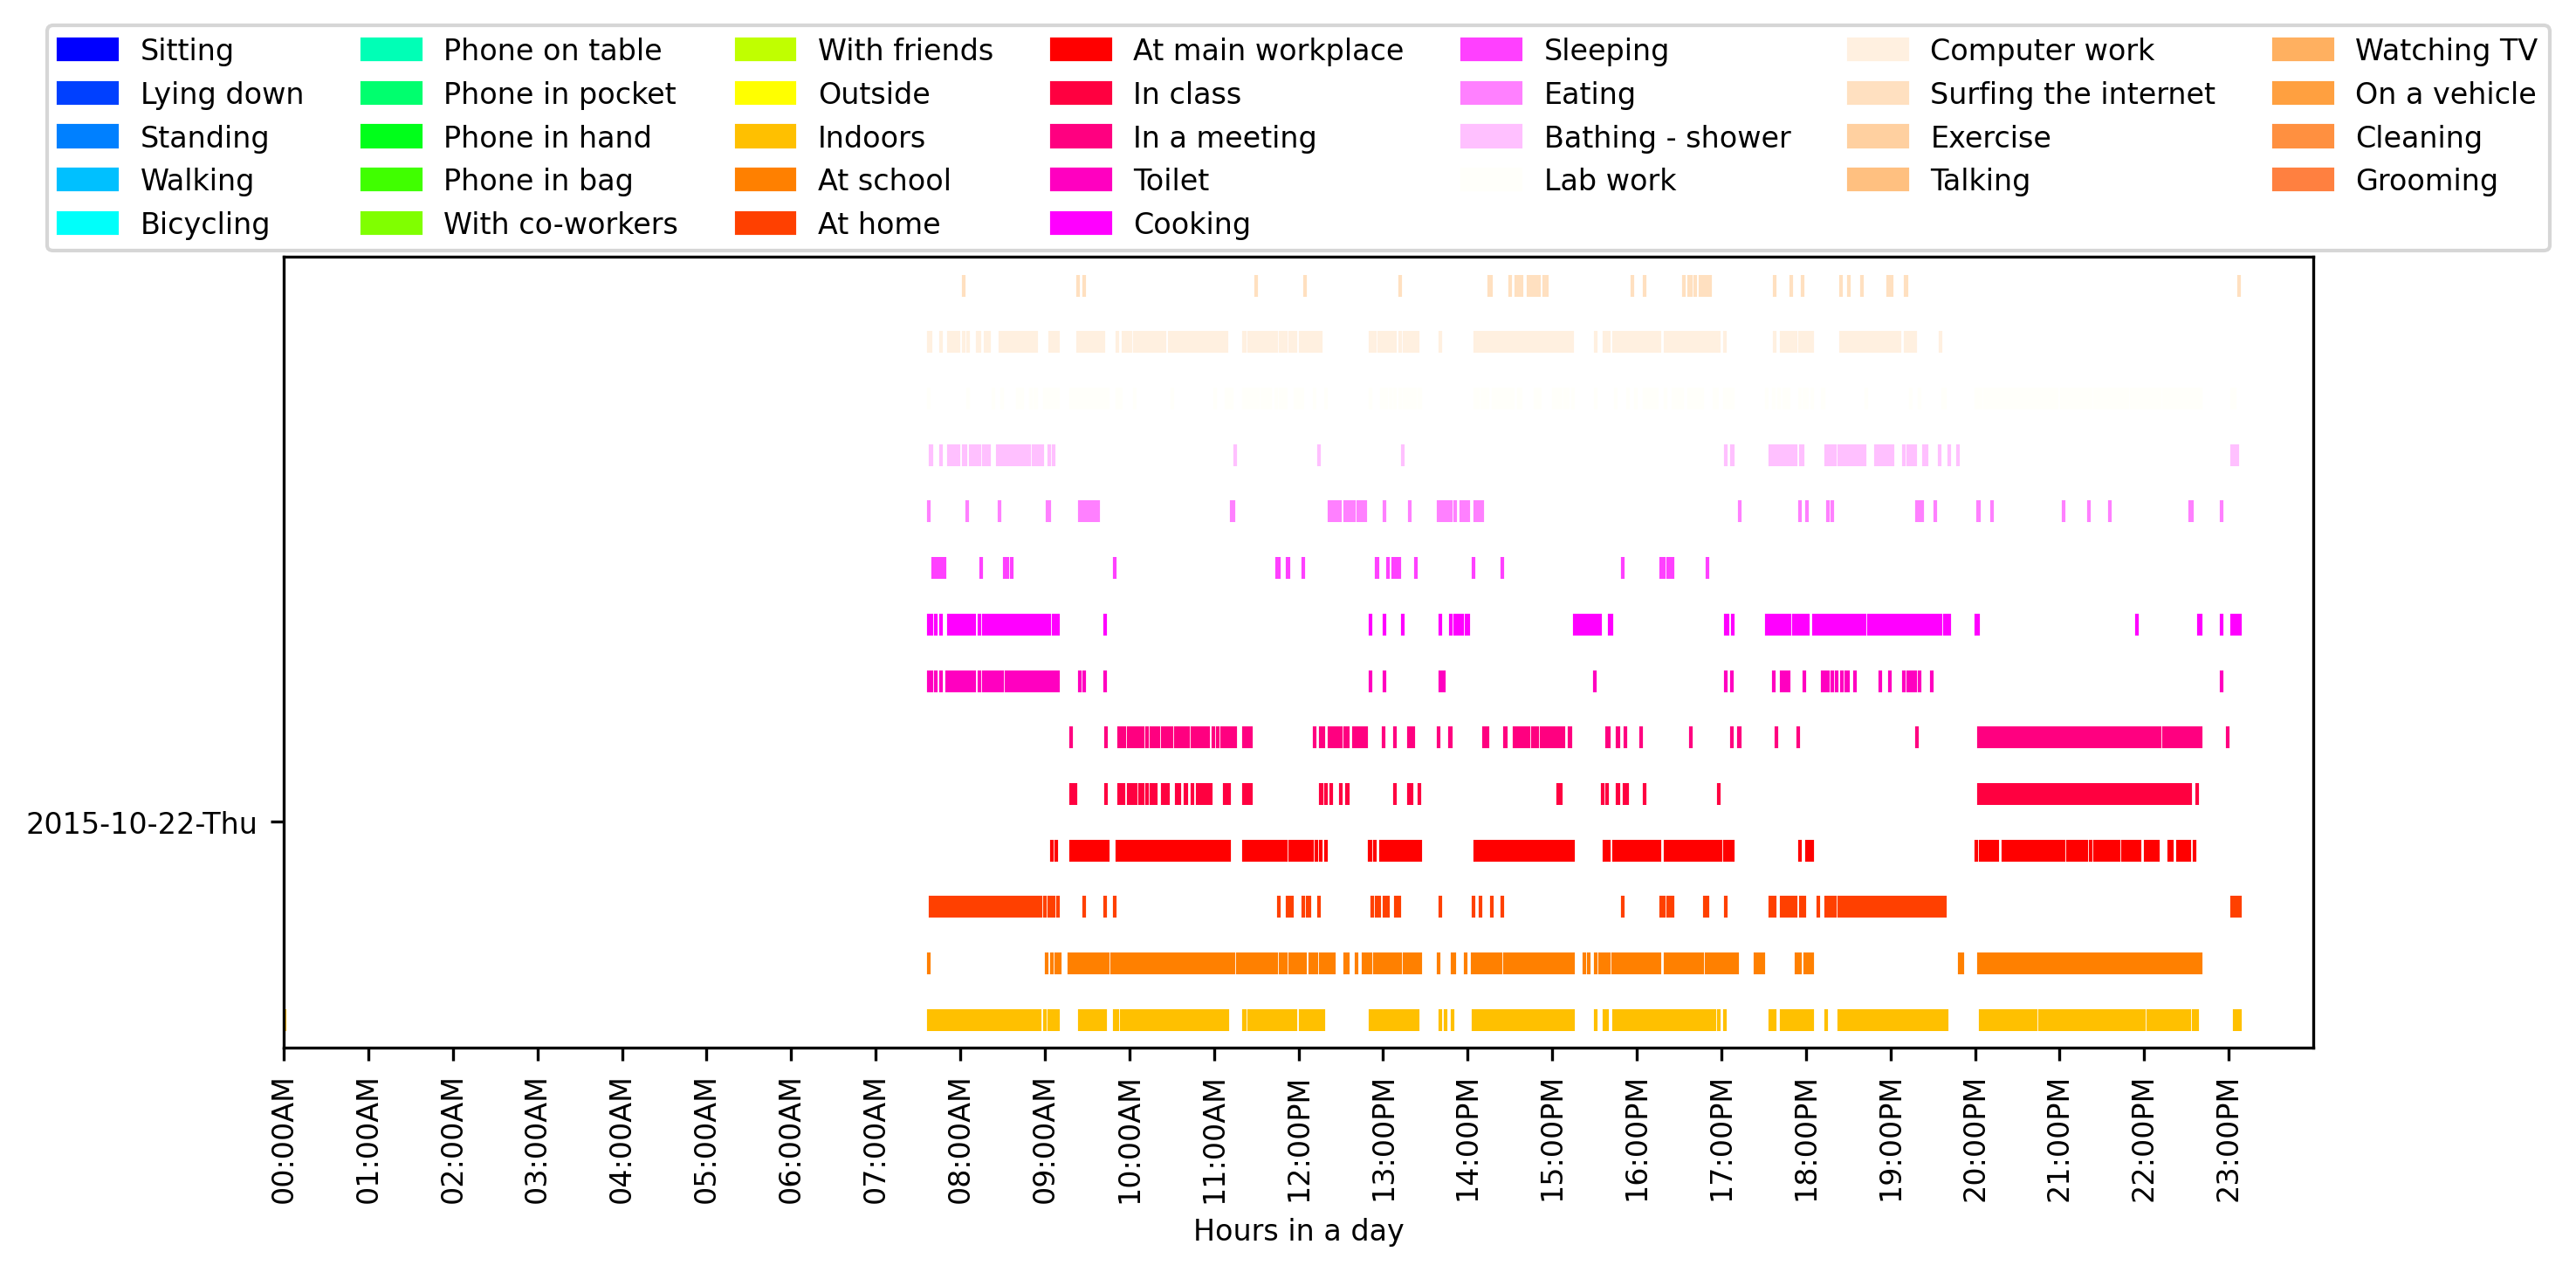 Sitting
Lying down
Standing
Walking
Bicycling
Phone on table
Phone in pocket
Phone in hand
Phone in bag
With co-workers
With friends
Outside
Indoors
At school
At home
At main workplace
In class
In a meeting
Toilet
Cooking
Sleeping
Eating
Bathing - shower
Lab work
Computer work
Surfing the internet
Exercise
Talking
Watching TV
On a vehicle
Cleaning
Grooming
2015-10-22-Thu
00:00AM
01:00AM
02:00AM
03:00AM
04:00AM
05:00AM
06:00AM
07:00AM
08:00AM
09:00AM
10:00AM
11:00AM
12:00PM
13:00PM
14:00PM
15:00PM
16:00PM
17:00PM
18:00PM
19:00PM
20:00PM
21:00PM
22:00PM
23:00PM
Hours in a day